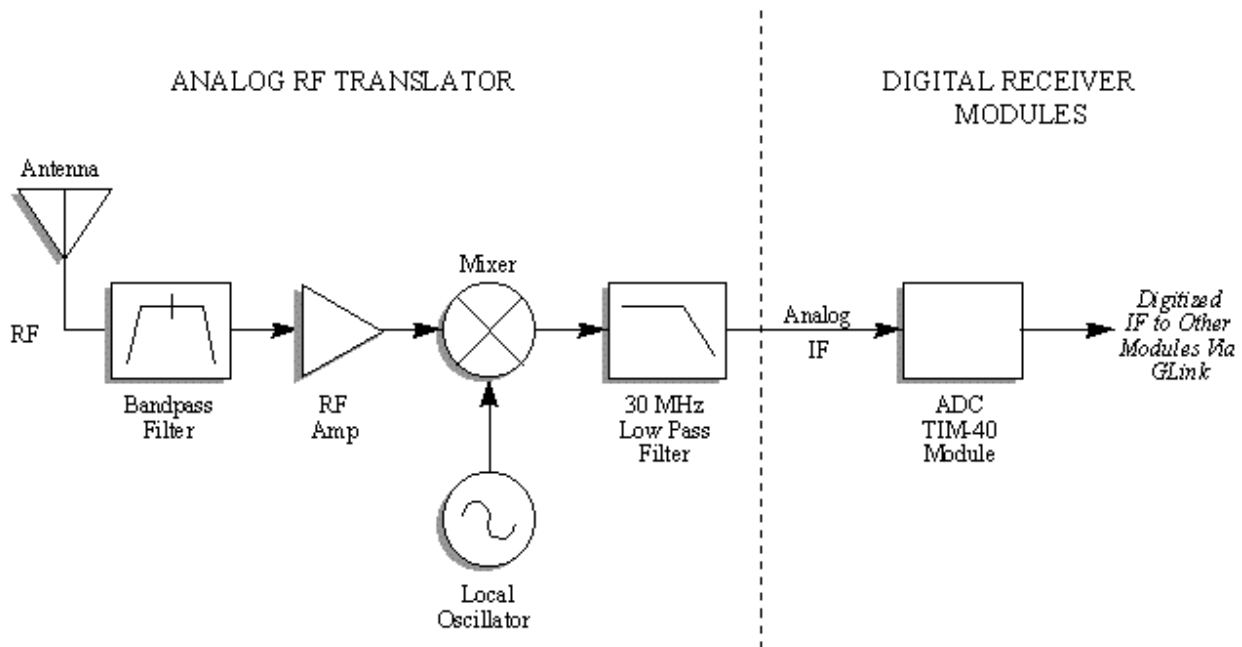 ANALOG RF TRANSLATOR
DIGITAL RECEIVER
MODULES
Antenna
RF
Bandpass
Filter
RF
Amp
Mixer
Local
Oscillator
30 MHz
Low Pass
Filter
Analog
IF
ADC
TIM-40
Module
Digitized
IF to Other
Modules Via
GLink